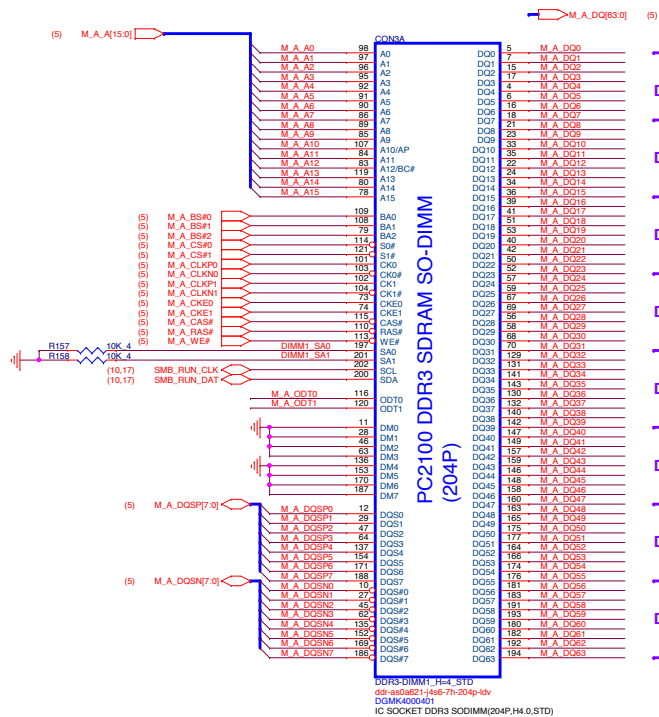 (5) M_A_A[15:0]
M_A_DQ[63:0] (5)
CON3A
M_A_A0 98 A0
M_A_A1 97 A1
M_A_A2 96 A2
M_A_A3 95 A3
M_A_A4 92 A4
M_A_A5 91 A5
M_A_A6 90 A6
M_A_A7 86 A7
M_A_A8 89 A8
M_A_A9 85 A9
M_A_A10 107 A10/AP
M_A_A11 84 A11
M_A_A12 83 A12/BC#
M_A_A13 119 A13
M_A_A14 80 A14
M_A_A15 78 A15
(5) M_A_BS#0 109 BA0
(5) M_A_BS#1 108 BA1
(5) M_A_BS#2 79 BA2
(5) M_A_CS#0 114 S0#
(5) M_A_CS#1 121 S1#
(5) M_A_CLKP0 101 CK0
(5) M_A_CLKN0 103 CK0#
(5) M_A_CLKP1 102 CK1
(5) M_A_CLKN1 104 CK1#
(5) M_A_CKE0 73 CKE0
(5) M_A_CKE1 74 CKE1
(5) M_A_CAS# 115 CAS#
(5) M_A_RAS# 110 RAS#
(5) M_A_WE# 113 WE#
R157 10K_4 DIMM1_SA0 197 SA0
R158 10K_4 DIMM1_SA1 201 SA1
(10,17) SMB_RUN_CLK 202 SCL
(10,17) SMB_RUN_DAT 200 SDA
M_A_ODT0 116 ODT0
M_A_ODT1 120 ODT1
11 DM0
28 DM1
46 DM2
63 DM3
136 DM4
153 DM5
170 DM6
187 DM7
(5) M_A_DQSP[7:0]
M_A_DQSP0 12 DQS0
M_A_DQSP1 29 DQS1
M_A_DQSP2 47 DQS2
M_A_DQSP3 64 DQS3
M_A_DQSP4 137 DQS4
M_A_DQSP5 154 DQS5
M_A_DQSP6 171 DQS6
M_A_DQSP7 188 DQS7
(5) M_A_DQSN[7:0]
M_A_DQSN0 10 DQS#0
M_A_DQSN1 27 DQS#1
M_A_DQSN2 45 DQS#2
M_A_DQSN3 62 DQS#3
M_A_DQSN4 135 DQS#4
M_A_DQSN5 152 DQS#5
M_A_DQSN6 169 DQS#6
M_A_DQSN7 186 DQS#7
PC2100 DDR3 SDRAM SO-DIMM
(204P)
DQ0 5 M_A_DQ0
DQ1 7 M_A_DQ1
DQ2 15 M_A_DQ2
DQ3 17 M_A_DQ3
DQ4 4 M_A_DQ4
DQ5 6 M_A_DQ5
DQ6 16 M_A_DQ6
DQ7 18 M_A_DQ7
DQ8 21 M_A_DQ8
DQ9 23 M_A_DQ9
DQ10 33 M_A_DQ10
DQ11 35 M_A_DQ11
DQ12 22 M_A_DQ12
DQ13 24 M_A_DQ13
DQ14 34 M_A_DQ14
DQ15 36 M_A_DQ15
DQ16 39 M_A_DQ16
DQ17 41 M_A_DQ17
DQ18 51 M_A_DQ18
DQ19 53 M_A_DQ19
DQ20 40 M_A_DQ20
DQ21 42 M_A_DQ21
DQ22 50 M_A_DQ22
DQ23 52 M_A_DQ23
DQ24 57 M_A_DQ24
DQ25 59 M_A_DQ25
DQ26 67 M_A_DQ26
DQ27 69 M_A_DQ27
DQ28 56 M_A_DQ28
DQ29 58 M_A_DQ29
DQ30 68 M_A_DQ30
DQ31 70 M_A_DQ31
DQ32 129 M_A_DQ32
DQ33 131 M_A_DQ33
DQ34 141 M_A_DQ34
DQ35 143 M_A_DQ35
DQ36 130 M_A_DQ36
DQ37 132 M_A_DQ37
DQ38 140 M_A_DQ38
DQ39 142 M_A_DQ39
DQ40 147 M_A_DQ40
DQ41 149 M_A_DQ41
DQ42 157 M_A_DQ42
DQ43 159 M_A_DQ43
DQ44 146 M_A_DQ44
DQ45 148 M_A_DQ45
DQ46 158 M_A_DQ46
DQ47 160 M_A_DQ47
DQ48 163 M_A_DQ48
DQ49 165 M_A_DQ49
DQ50 175 M_A_DQ50
DQ51 177 M_A_DQ51
DQ52 164 M_A_DQ52
DQ53 166 M_A_DQ53
DQ54 174 M_A_DQ54
DQ55 176 M_A_DQ55
DQ56 181 M_A_DQ56
DQ57 183 M_A_DQ57
DQ58 191 M_A_DQ58
DQ59 193 M_A_DQ59
DQ60 180 M_A_DQ60
DQ61 182 M_A_DQ61
DQ62 192 M_A_DQ62
DQ63 194 M_A_DQ63
DDR3-DIMM1_H=4_STD
ddr-as0a621-j4s6-7h-204p-ldv
DGMK4000401
IC SOCKET DDR3 SODIMM(204P,H4.0,STD)